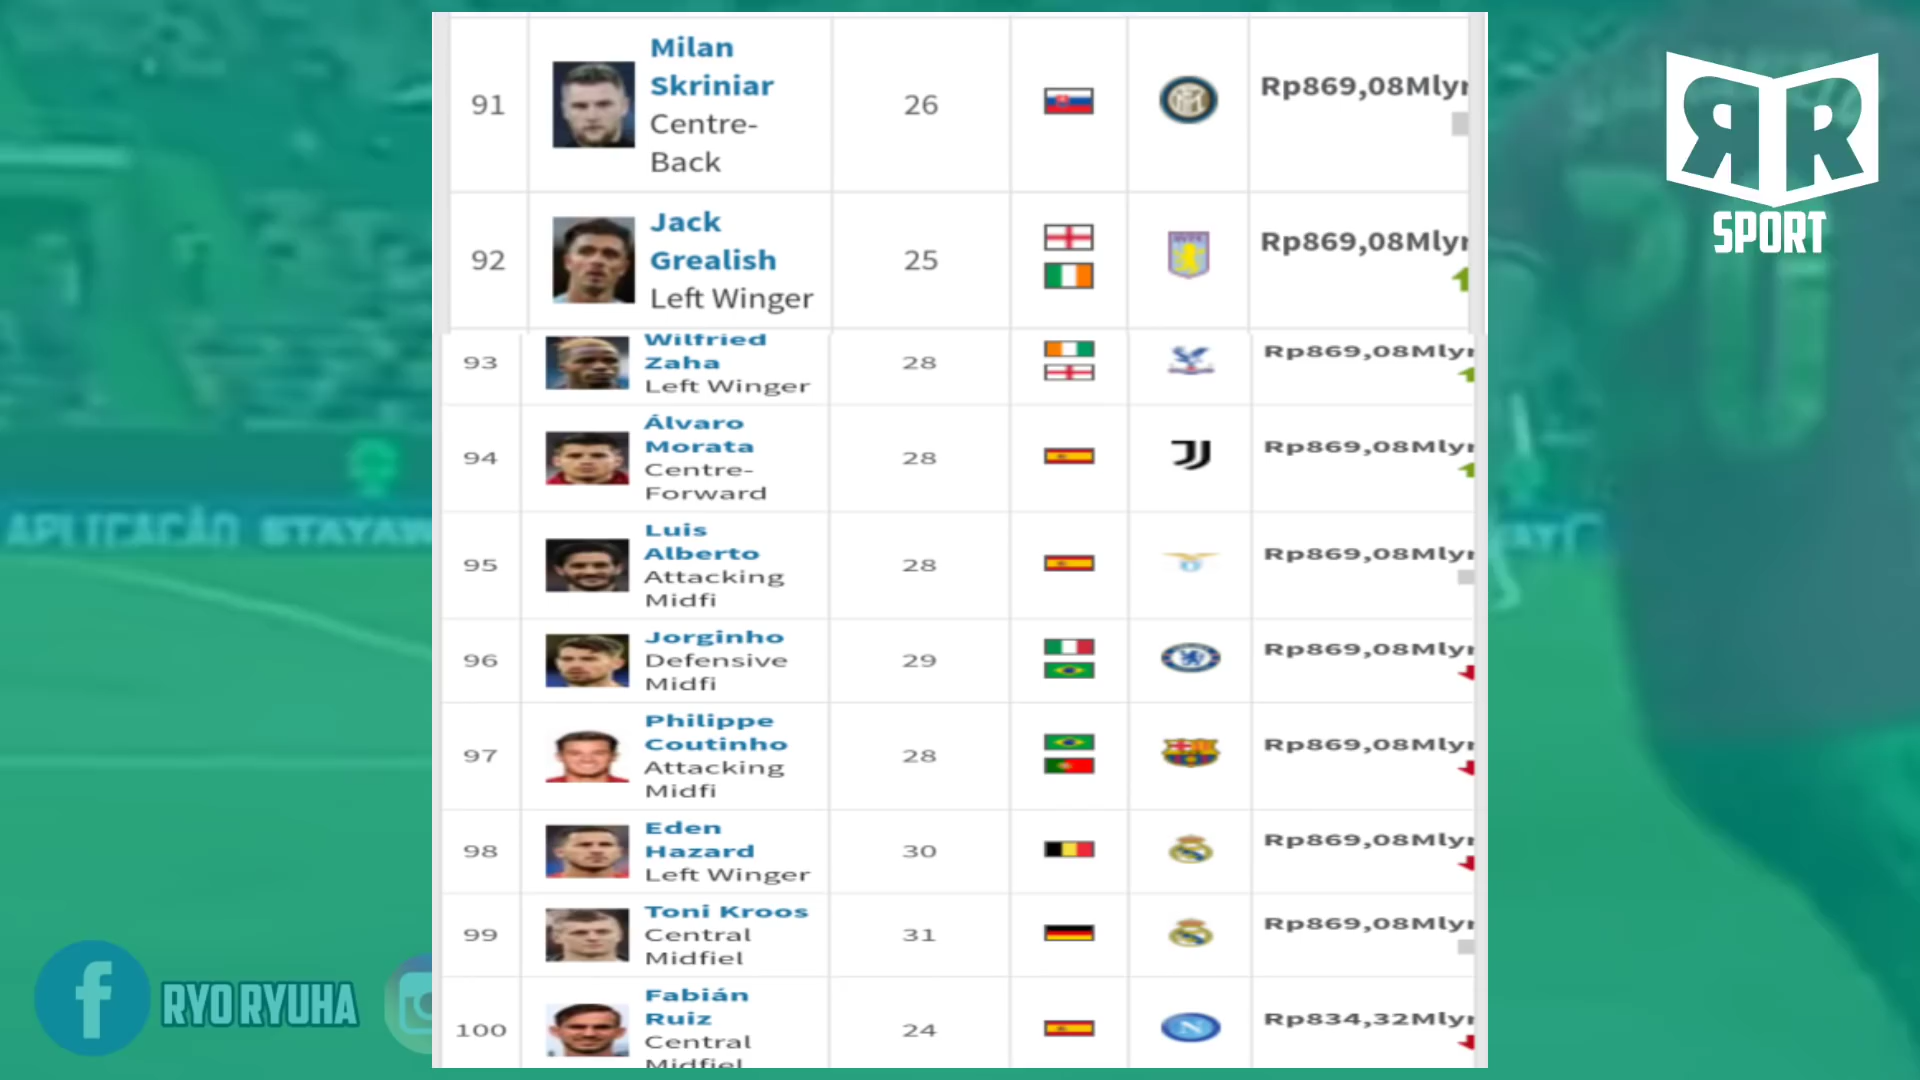 91
Milan
Skriniar
Centre-
Back
26
Rp869,08Mlyr
92
Jack
Grealish
Left Winger
25
Rp869,08Mlyr
93
Wilfried
Zaha
Left Winger
28
Rp869,08Mlyr
94
Álvaro
Morata
Centre-
Forward
28
Rp869,08Mlyr
95
Luis
Alberto
Attacking
Midfi
28
Rp869,08Mlyr
96
Jorginho
Defensive
Midfi
29
Rp869,08Mlyr
97
Philippe
Coutinho
Attacking
Midfi
28
Rp869,08Mlyr
98
Eden
Hazard
Left Winger
30
Rp869,08Mlyr
99
Toni Kroos
Central
Midfiel
31
Rp869,08Mlyr
100
Fabián
Ruiz
Central
Midfiel
24
Rp834,32Mlyr
RR
SPORT
APLICAÇÃO STAYAW
f RYO RYUHA